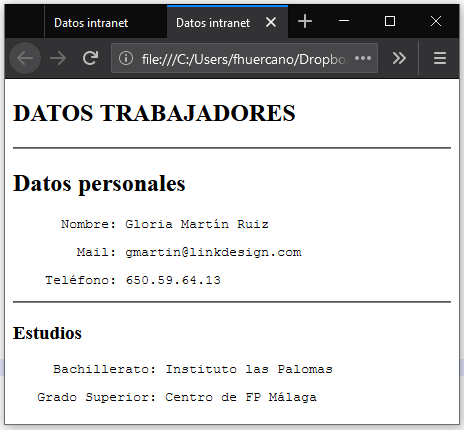 Datos intranet
Datos intranet
file:///C:/Users/fhuercano/Dropbo
DATOS TRABAJADORES
Datos personales
Nombre: Gloria Martín Ruiz
Mail: gmartin@linkdesign.com
Teléfono: 650.59.64.13
Estudios
Bachillerato: Instituto las Palomas
Grado Superior: Centro de FP Málaga